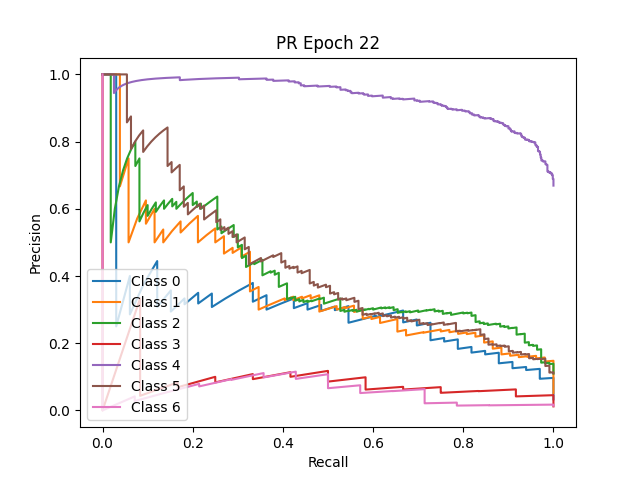 PR Epoch 22
Precision
1.0
0.8
0.6
0.4
0.2
0.0
Class 0
Class 1
Class 2
Class 3
Class 4
Class 5
Class 6
0.0 0.2 0.4 0.6 0.8 1.0
Recall